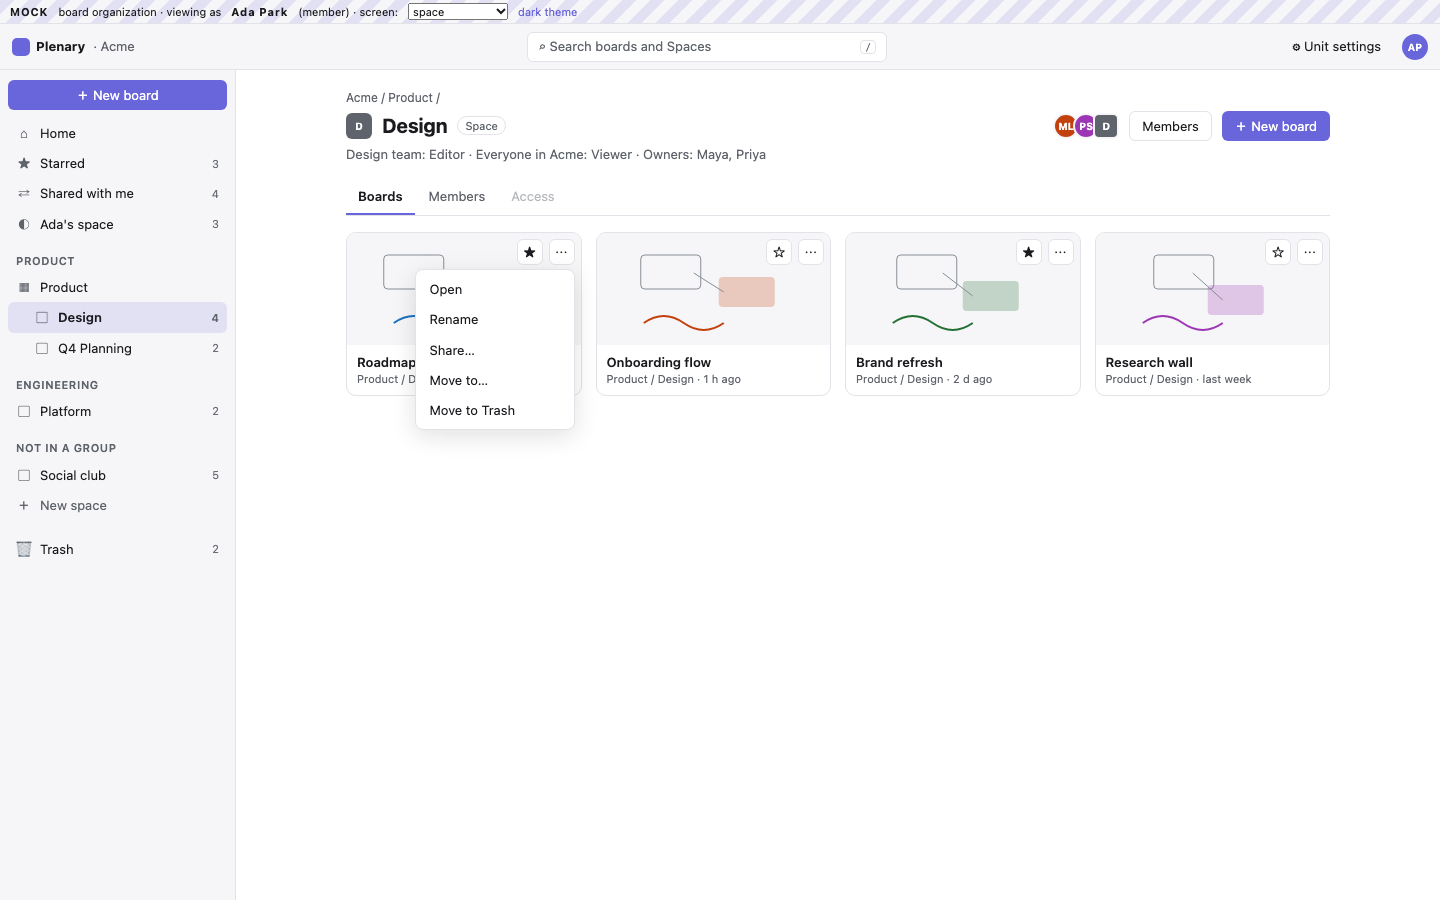 MOCK board organization · viewing as Ada Park (member) · screen: space dark theme
Plenary · Acme
Search boards and Spaces /
Unit settings
AP
+ New board
Home
Starred 3
Shared with me 4
Ada's space 3
PRODUCT
Product
Design 4
Q4 Planning 2
ENGINEERING
Platform 2
NOT IN A GROUP
Social club 5
+ New space
Trash 2
Acme / Product /
D Design Space
ML PS D Members + New board
Design team: Editor · Everyone in Acme: Viewer · Owners: Maya, Priya
Boards Members Access
Open
Rename
Share...
Move to...
Move to Trash
Roadmap
Product / D
Onboarding flow
Product / Design · 1 h ago
Brand refresh
Product / Design · 2 d ago
Research wall
Product / Design · last week